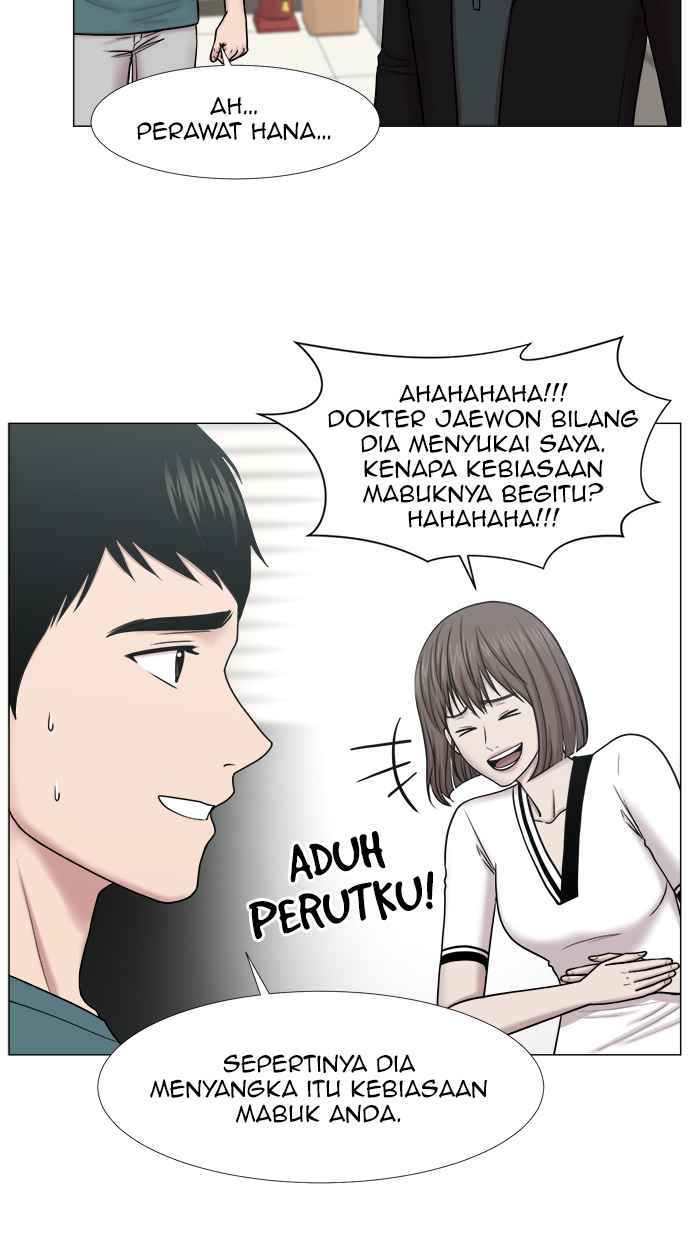 AH...
PERAWAT HANA...
AHAHAHAHA!!!
DOKTER JAEWON BILANG
DIA MENYUKAI SAYA.
KENAPA KEBIASAAN
MABUKNYA BEGITU?
HAHAHAHA!!!
ADUH
PERUTKU!
SEPERTINYA DIA
MENYANGKA ITU KEBIASAAN
MABUK ANDA.